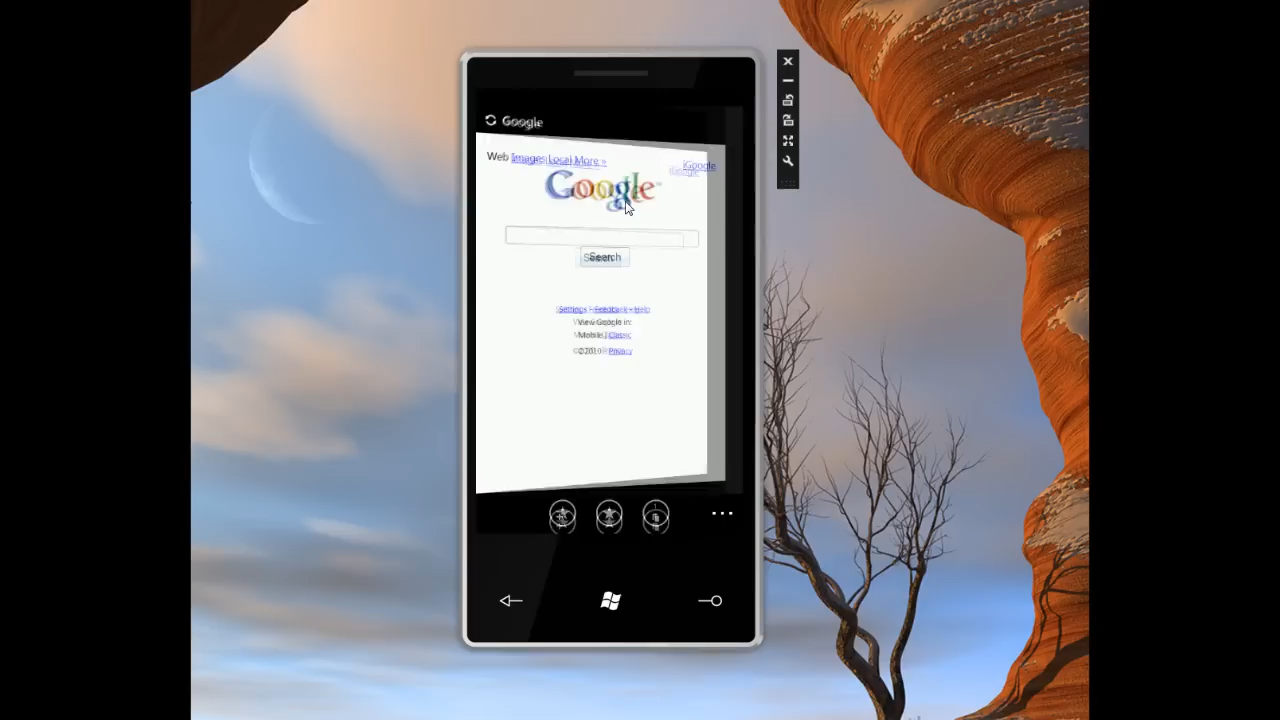 Google
Web Images Local More »
iGoogle
Google
Search
Settings - Feedback - Help
View Google in:
Mobile | Classic
©2010 - Privacy